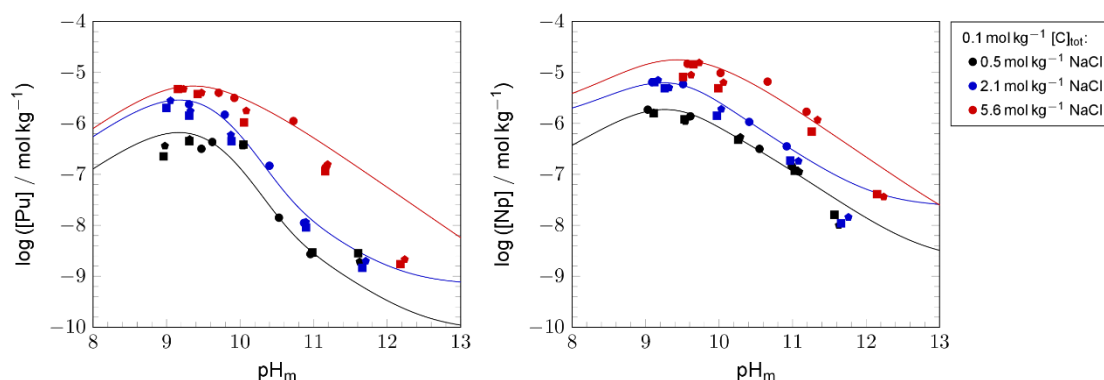 −4
−5
−6
−7
−8
−9
−10
8 9 10 11 12 13
log ([Pu] / mol kg⁻¹)
pHₘ
−4
−5
−6
−7
−8
−9
−10
8 9 10 11 12 13
log ([Np] / mol kg⁻¹)
pHₘ
0.1 mol kg⁻¹ [C]ₜₒₜ:
0.5 mol kg⁻¹ NaCl
2.1 mol kg⁻¹ NaCl
5.6 mol kg⁻¹ NaCl